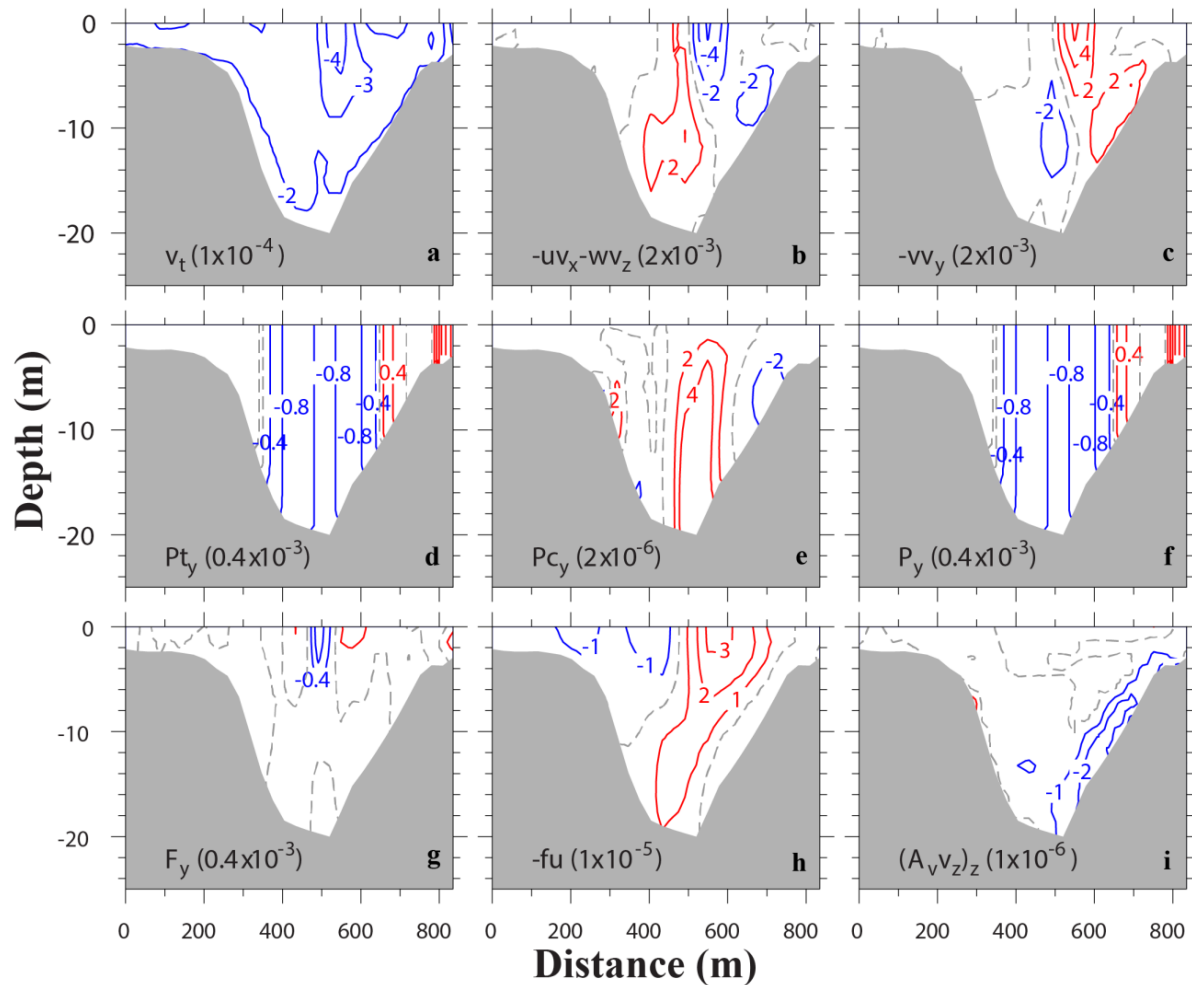 0
-10
-20
-4
-3
-2
v_t (1x10^-4)
a
-4
-2
-2
2
2
-uv_x-wv_z (2x10^-3)
b
4
2
2
-2
-vv_y (2x10^-3)
c
Depth (m)
0
-10
-20
-0.8
0.4
-0.8
-0.4
-0.4
-0.8
Pt_y (0.4x10^-3)
d
2
-2
4
2
Pc_y (2x10^-6)
e
-0.8
0.4
-0.8
-0.4
-0.8
-0.4
P_y (0.4x10^-3)
f
0
-10
-20
-0.4
F_y (0.4x10^-3)
g
-1
-1
3
2
1
-fu (1x10^-5)
h
-2
-1
(A_v v_z)_z (1x10^-6)
i
0 200 400 600 800
0 200 400 600 800
0 200 400 600 800
Distance (m)